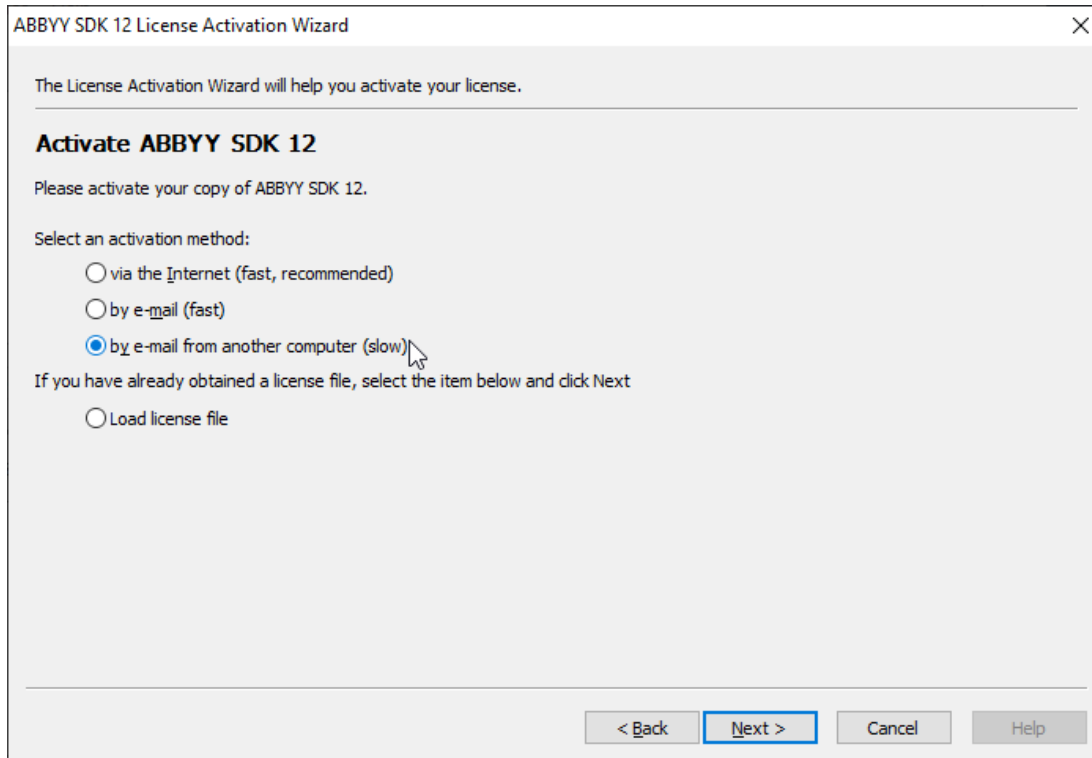 ABBYY SDK 12 License Activation Wizard
The License Activation Wizard will help you activate your license.
Activate ABBYY SDK 12
Please activate your copy of ABBYY SDK 12.
Select an activation method:
via the Internet (fast, recommended)
by e-mail (fast)
by e-mail from another computer (slow)
If you have already obtained a license file, select the item below and click Next
Load license file
< Back Next > Cancel Help